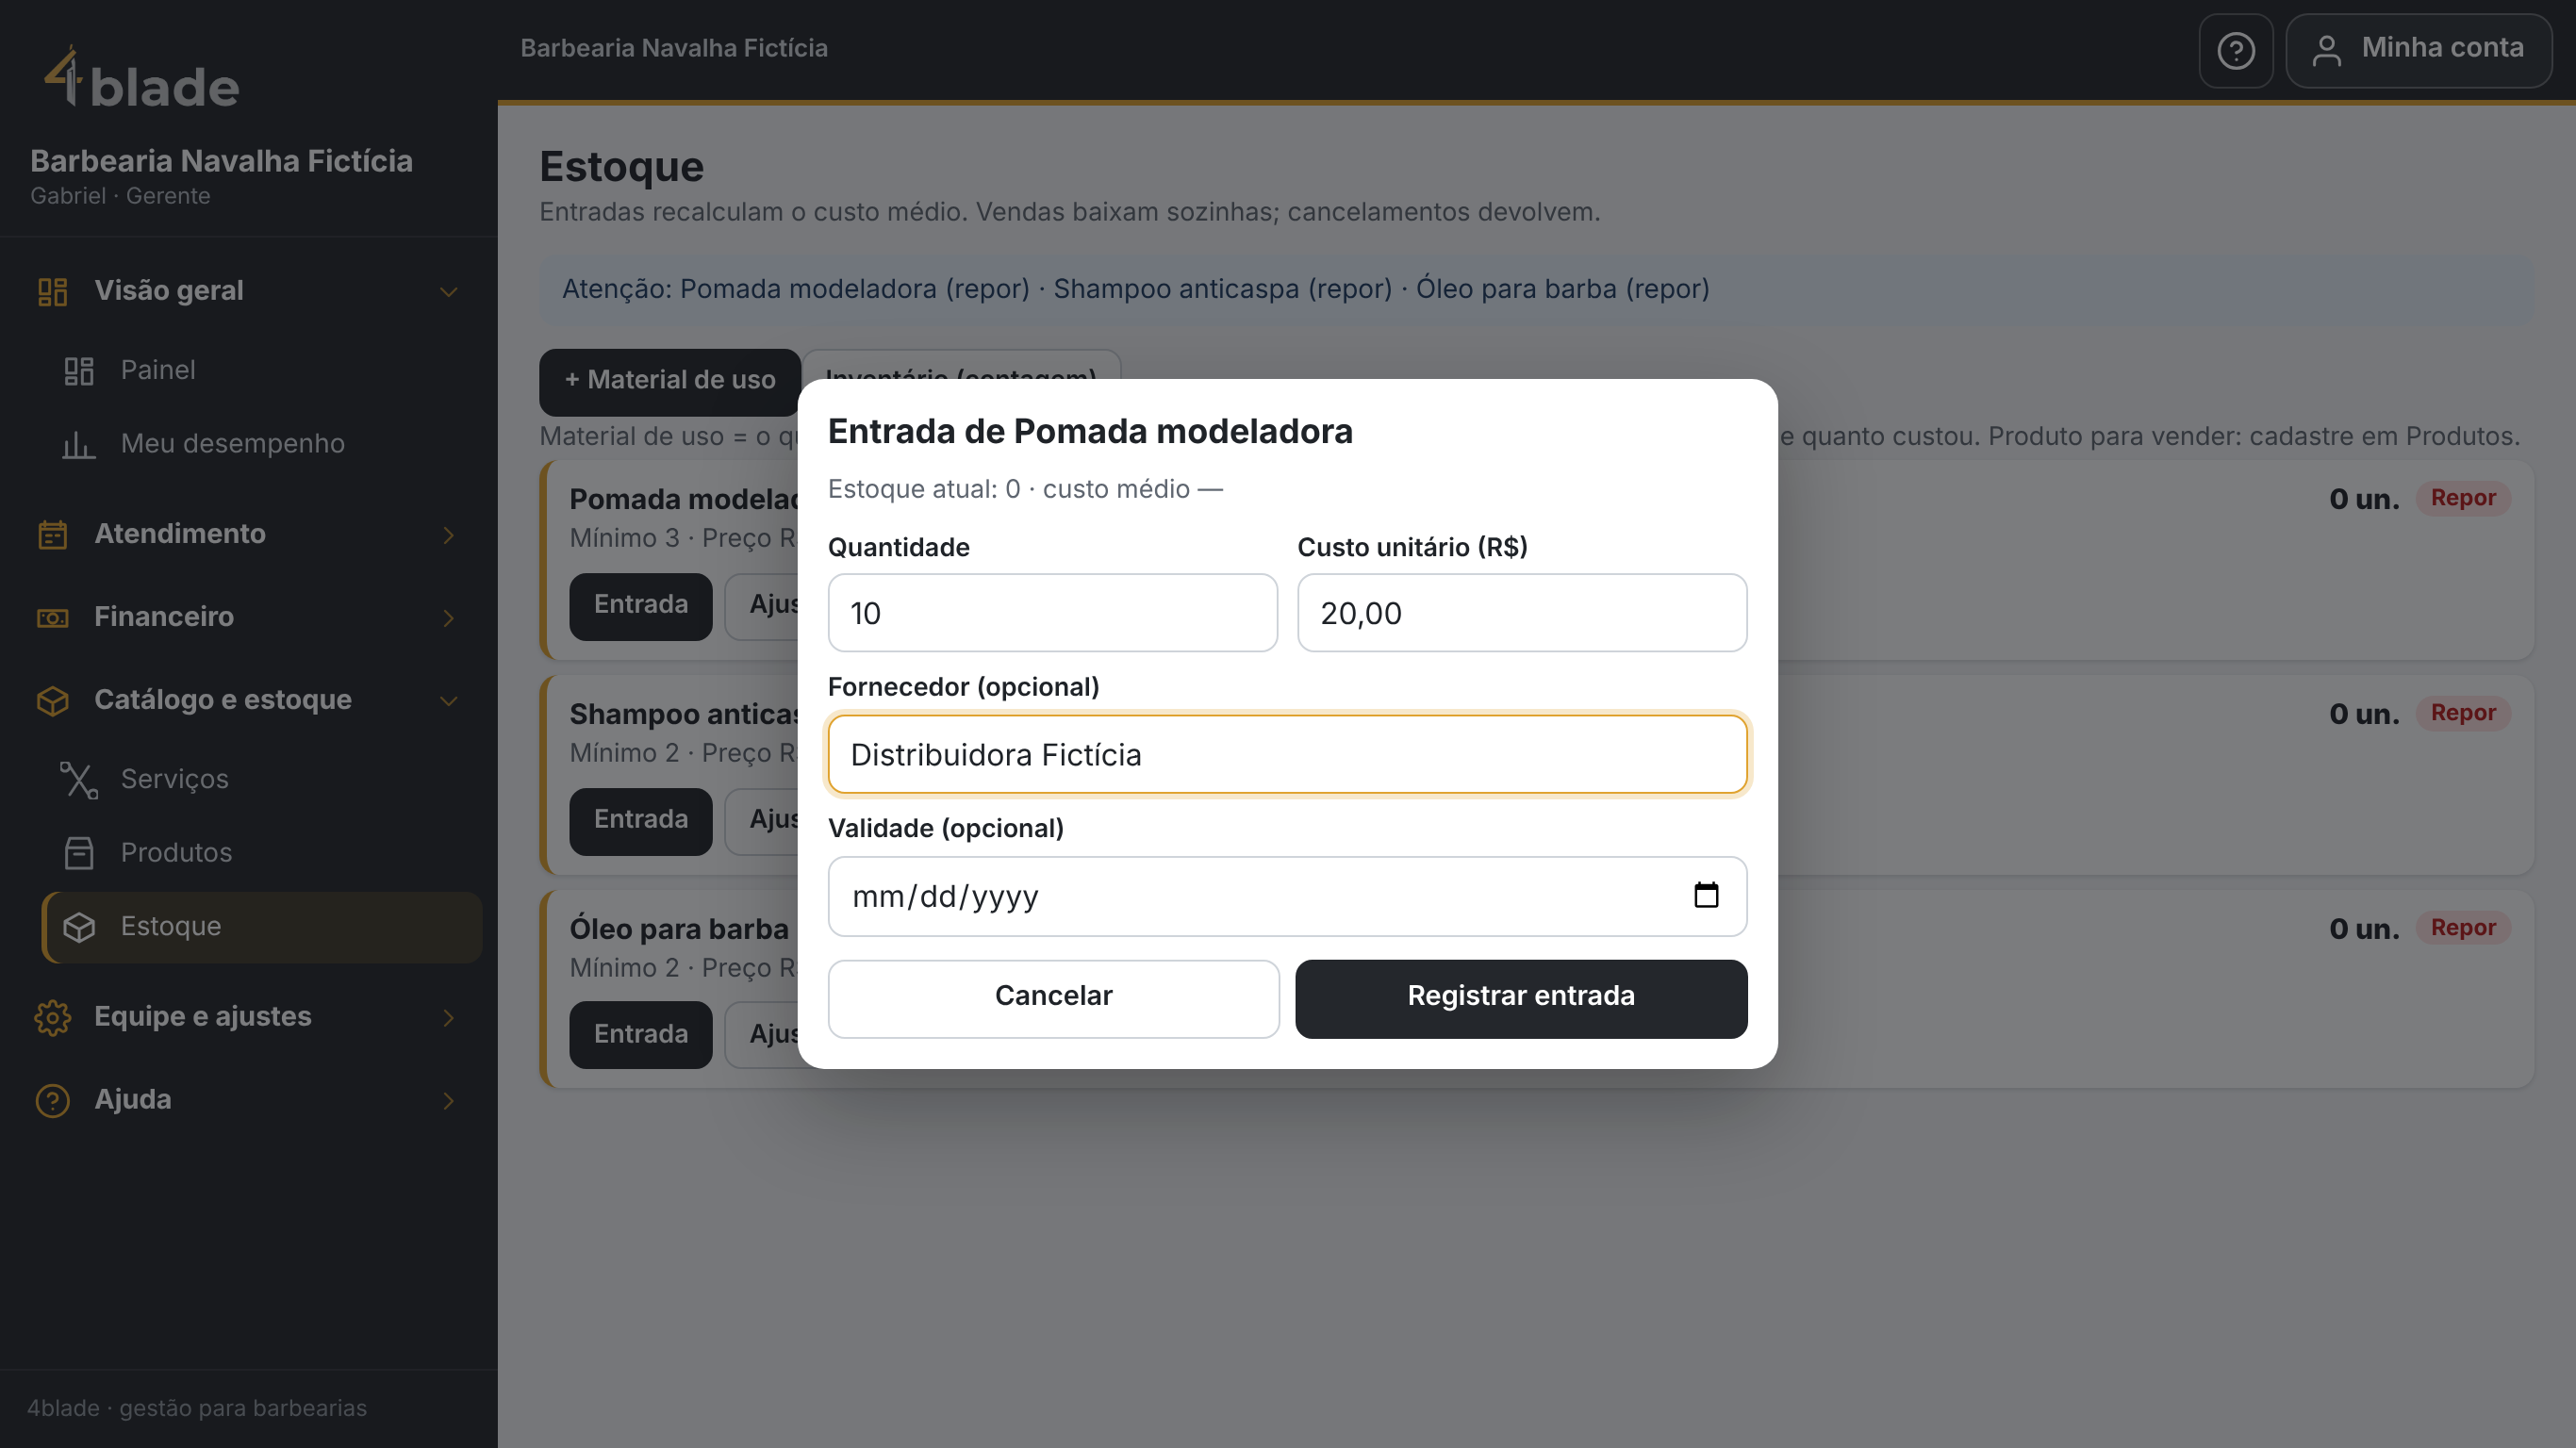 4blade
Barbearia Navalha Fictícia
Gabriel · Gerente
Visão geral
Painel
Meu desempenho
Atendimento
Financeiro
Catálogo e estoque
Serviços
Produtos
Estoque
Equipe e ajustes
Ajuda
4blade · gestão para barbearias
Barbearia Navalha Fictícia
Minha conta
Estoque
Entradas recalculam o custo médio. Vendas baixam sozinhas; cancelamentos devolvem.
Atenção: Pomada modeladora (repor) · Shampoo anticaspa (repor) · Óleo para barba (repor)
+ Material de uso
Inventário (contagem)
Material de uso = o
e quanto custou. Produto para vender: cadastre em Produtos.
Pomada
0 un.
Repor
Mínimo 3 · Preço
Entrada
Shampoo
0 un.
Repor
Mínimo 2 · Preço
Entrada
Óleo para barba
0 un.
Repor
Mínimo 2 · Preço
Entrada
Entrada de Pomada modeladora
Estoque atual: 0 · custo médio —
Quantidade
Custo unitário (R$)
10
20,00
Fornecedor (opcional)
Distribuidora Fictícia
Validade (opcional)
mm/dd/yyyy
Cancelar
Registrar entrada